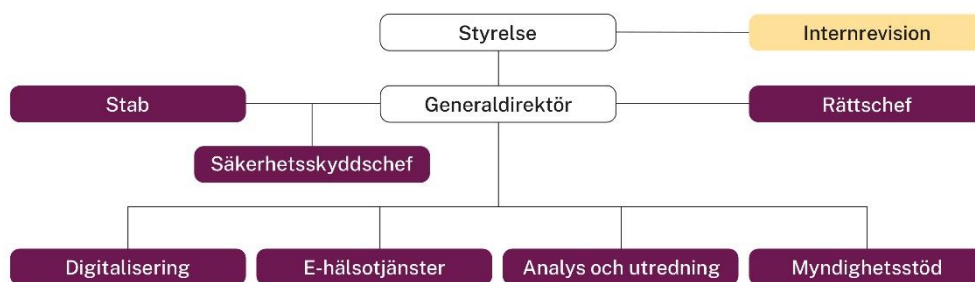 Styrelse
Internrevision
Stab
Generaldirektör
Rättschef
Säkerhetsskyddschef
Digitalisering
E-hälsotjänster
Analys och utredning
Myndighetsstöd